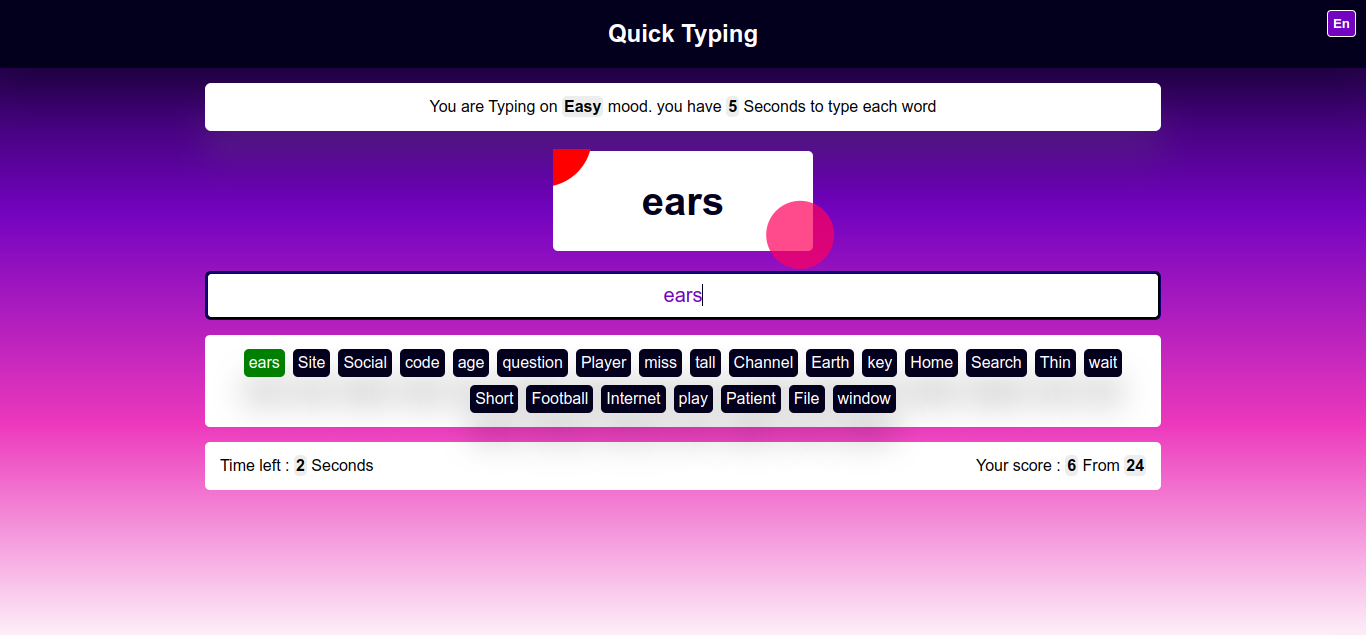 Quick Typing
En
You are Typing on Easy mood. you have 5 Seconds to type each word
ears
ears
ears Site Social code age question Player miss tall Channel Earth key Home Search Thin wait
Short Football Internet play Patient File window
Time left : 2 Seconds
Your score : 6 From 24